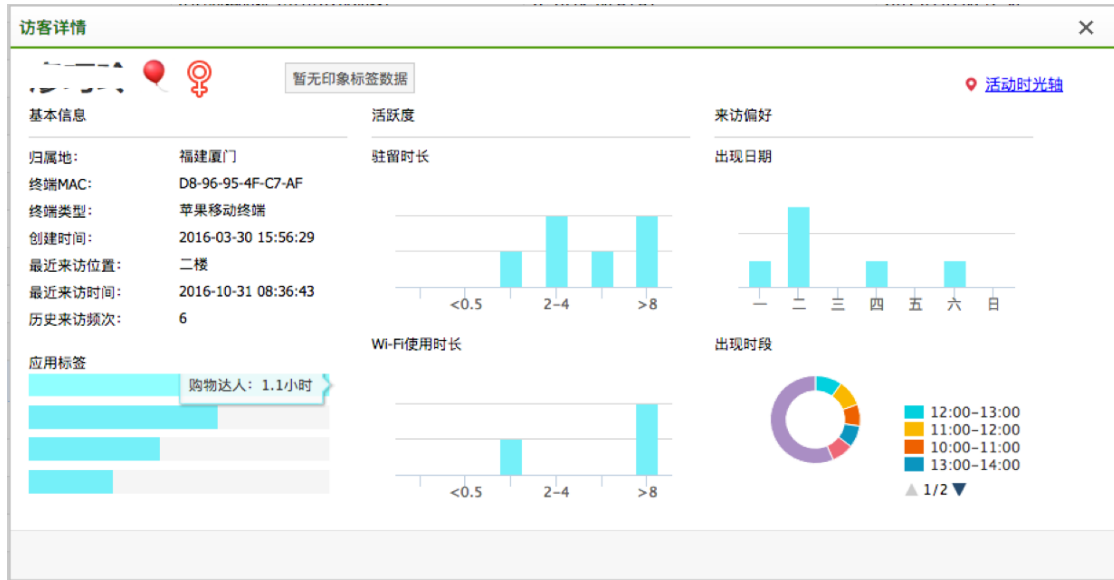 访客详情
暂无印象标签数据
活动时光轴
基本信息
归属地： 福建厦门
终端MAC： D8-96-95-4F-C7-AF
终端类型： 苹果移动终端
创建时间： 2016-03-30 15:56:29
最近来访位置： 二楼
最近来访时间： 2016-10-31 08:36:43
历史来访频次： 6
应用标签
购物达人：1.1小时
活跃度
驻留时长
<0.5 2-4 >8
Wi-Fi使用时长
<0.5 2-4 >8
来访偏好
出现日期
一 二 三 四 五 六 日
出现时段
12:00-13:00
11:00-12:00
10:00-11:00
13:00-14:00
1/2